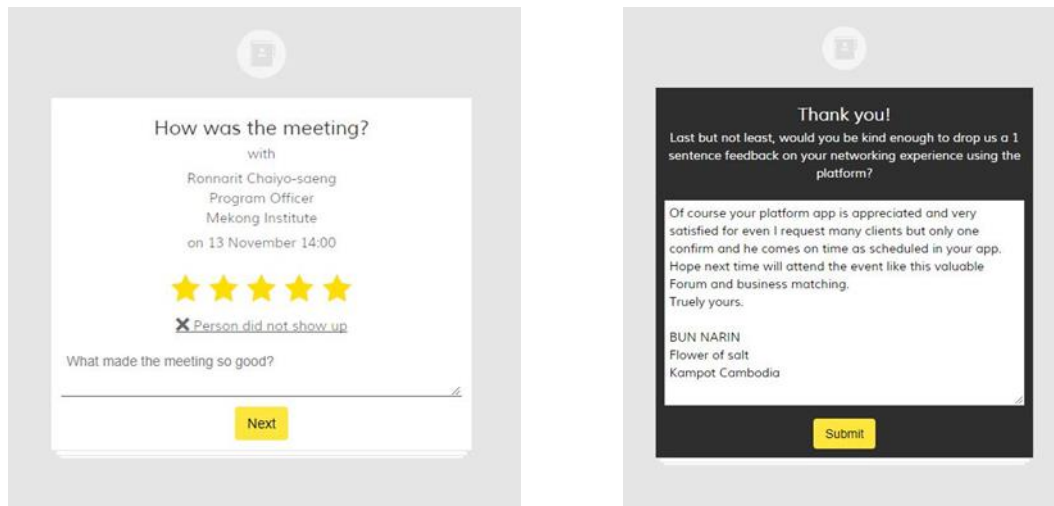 How was the meeting?
with
Ronnarit Chaiyo-saeng
Program Officer
Mekong Institute
on 13 November 14:00
Person did not show up
What made the meeting so good?
Next
Thank you!
Last but not least, would you be kind enough to drop us a 1
sentence feedback on your networking experience using the
platform?
Of course your platform app is appreciated and very
satisfied for even I request many clients but only one
confirm and he comes on time as scheduled in your app.
Hope next time will attend the event like this valuable
Forum and business matching.
Truely yours.
BUN NARIN
Flower of salt
Kampot Cambodia
Submit